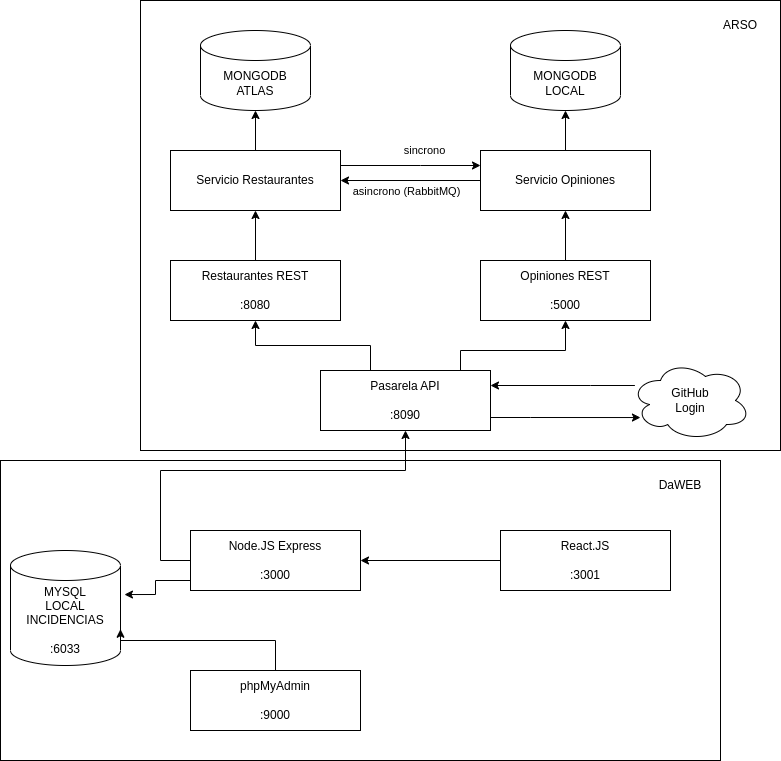 ARSO
MONGODB
ATLAS
MONGODB
LOCAL
sincrono
Servicio Restaurantes
Servicio Opiniones
asincrono (RabbitMQ)
Restaurantes REST
:8080
Opiniones REST
:5000
Pasarela API
:8090
GitHub
Login
DaWEB
Node.JS Express
:3000
React.JS
:3001
MYSQL
LOCAL
INCIDENCIAS
:6033
phpMyAdmin
:9000